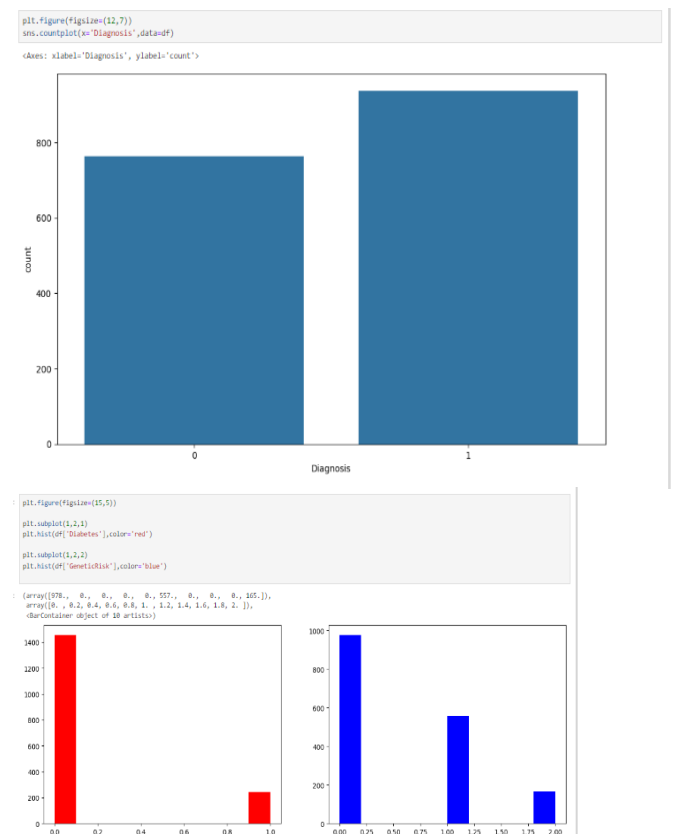 plt.figure(figsize=(12,7))
sns.countplot(x='Diagnosis',data=df)
<Axes: xlabel='Diagnosis', ylabel='count'>
800
600
400
200
0
count
0 1
Diagnosis
plt.figure(figsize=(15,5))
plt.subplot(1,2,1)
plt.hist(df['Diabetes'],color='red')
plt.subplot(1,2,2)
plt.hist(df['GeneticRisk'],color='blue')
(array([978., 0., 0., 0., 0., 557., 0., 0., 0., 165.]),
array([0. , 0.2, 0.4, 0.6, 0.8, 1. , 1.2, 1.4, 1.6, 1.8, 2. ]),
<BarContainer object of 10 artists>)
1400
1200
1000
800
600
400
200
0
0.0 0.2 0.4 0.6 0.8 1.0
1000
800
600
400
200
0
0.00 0.25 0.50 0.75 1.00 1.25 1.50 1.75 2.00